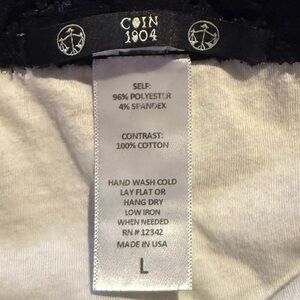 COIN
1804
SELF:
96% POLYESTER
4% SPANDEX
CONTRAST:
100% COTTON
HAND WASH COLD
LAY FLAT OR
HANG DRY
LOW IRON
WHEN NEEDED
RN # 12342
MADE IN USA
L